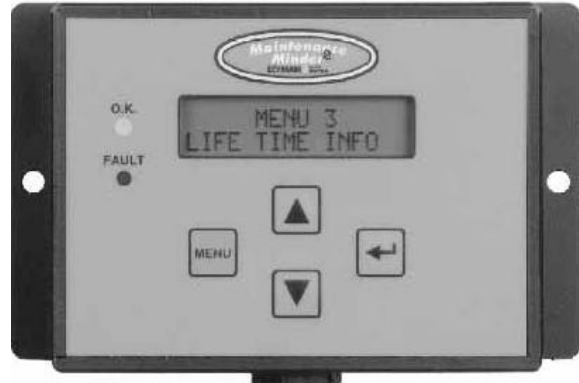 Maintenance
Minder
O.K.
MENU 3
LIFE TIME INFO
FAULT
MENU